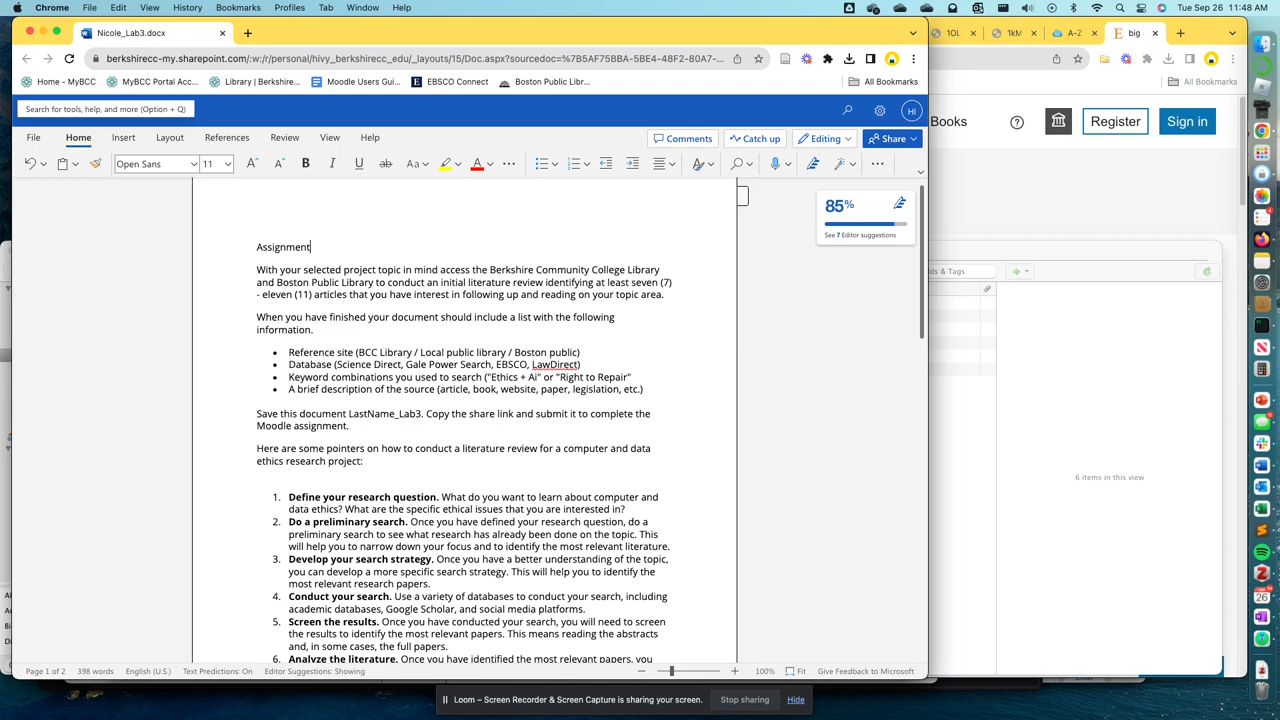 Chrome File Edit View History Bookmarks Profiles Tab Window Help Tue Sep 26 11:48 AM
Nicole_Lab3.docx
1OL
1kM
A-Z
big
berkshirecc-my.sharepoint.com/:w:/r/personal/hivy_berkshirecc_edu/_layouts/15/Doc.aspx?sourcedoc=%7B5AF75BBA-5BE4-48F2-80A7-...
Home - MyBCC MyBCC Portal Acc... Library | Berkshire... Moodle Users Gui... EBSCO Connect Boston Public Libr... All Bookmarks
All Bookmarks
Search for tools, help, and more (Option + Q)
HI
Books
Register
Sign in
File Home Insert Layout References Review View Help
Comments Catch up Editing Share
Open Sans 11
85%
See 7 Editor suggestions
Assignment
With your selected project topic in mind access the Berkshire Community College Library
and Boston Public Library to conduct an initial literature review identifying at least seven (7)
- eleven (11) articles that you have interest in following up and reading on your topic area.
When you have finished your document should include a list with the following
information.
• Reference site (BCC Library / Local public library / Boston public)
• Database (Science Direct, Gale Power Search, EBSCO, LawDirect)
• Keyword combinations you used to search ("Ethics + Ai" or "Right to Repair"
• A brief description of the source (article, book, website, paper, legislation, etc.)
Save this document LastName_Lab3. Copy the share link and submit it to complete the
Moodle assignment.
Here are some pointers on how to conduct a literature review for a computer and data
ethics research project:
1. Define your research question. What do you want to learn about computer and
data ethics? What are the specific ethical issues that you are interested in?
2. Do a preliminary search. Once you have defined your research question, do a
preliminary search to see what research has already been done on the topic. This
will help you to narrow down your focus and to identify the most relevant literature.
3. Develop your search strategy. Once you have a better understanding of the topic,
you can develop a more specific search strategy. This will help you to identify the
most relevant research papers.
4. Conduct your search. Use a variety of databases to conduct your search, including
academic databases, Google Scholar, and social media platforms.
5. Screen the results. Once you have conducted your search, you will need to screen
the results to identify the most relevant papers. This means reading the abstracts
and, in some cases, the full papers.
6. Analyze the literature. Once you have identified the most relevant papers, you
lds & Tags
6 items in this view
Page 1 of 2 398 words English (U.S.) Text Predictions: On Editor Suggestions: Showing 100% Fit Give Feedback to Microsoft
Loom – Screen Recorder & Screen Capture is sharing your screen. Stop sharing Hide